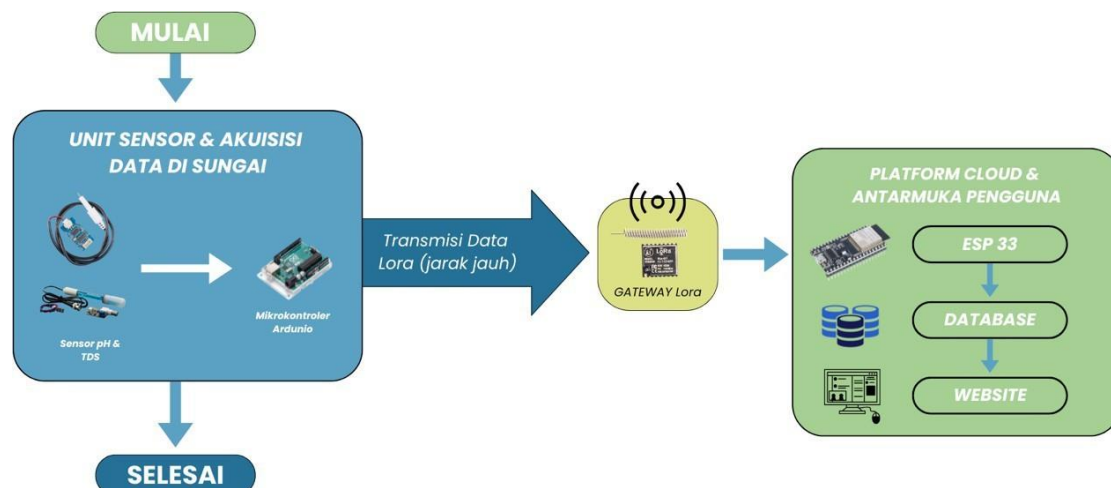 MULAI
UNIT SENSOR & AKUISISI
DATA DI SUNGAI
Sensor pH &
TDS
Mikrokontroler
Ardunio
Transmisi Data
Lora (jarak jauh)
GATEWAY Lora
PLATFORM CLOUD &
ANTARMUKA PENGGUNA
ESP 33
DATABASE
WEBSITE
SELESAI